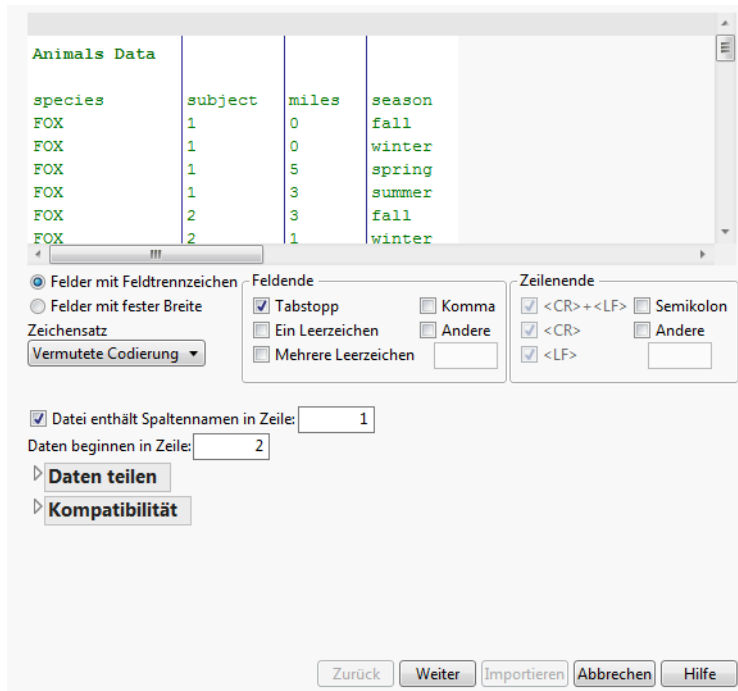 Animals Data
species subject miles season
FOX 1 0 fall
FOX 1 0 winter
FOX 1 5 spring
FOX 1 3 summer
FOX 2 3 fall
FOX 2 1 winter
Felder mit Feldtrennzeichen
Felder mit fester Breite
Zeichensatz
Vermutete Codierung
Feldende
Tabstopp Komma
Ein Leerzeichen Andere
Mehrere Leerzeichen
Zeilenende
<CR>+<LF> Semikolon
<CR> Andere
<LF>
Datei enthält Spaltennamen in Zeile: 1
Daten beginnen in Zeile: 2
Daten teilen
Kompatibilität
Zurück Weiter Importieren Abbrechen Hilfe